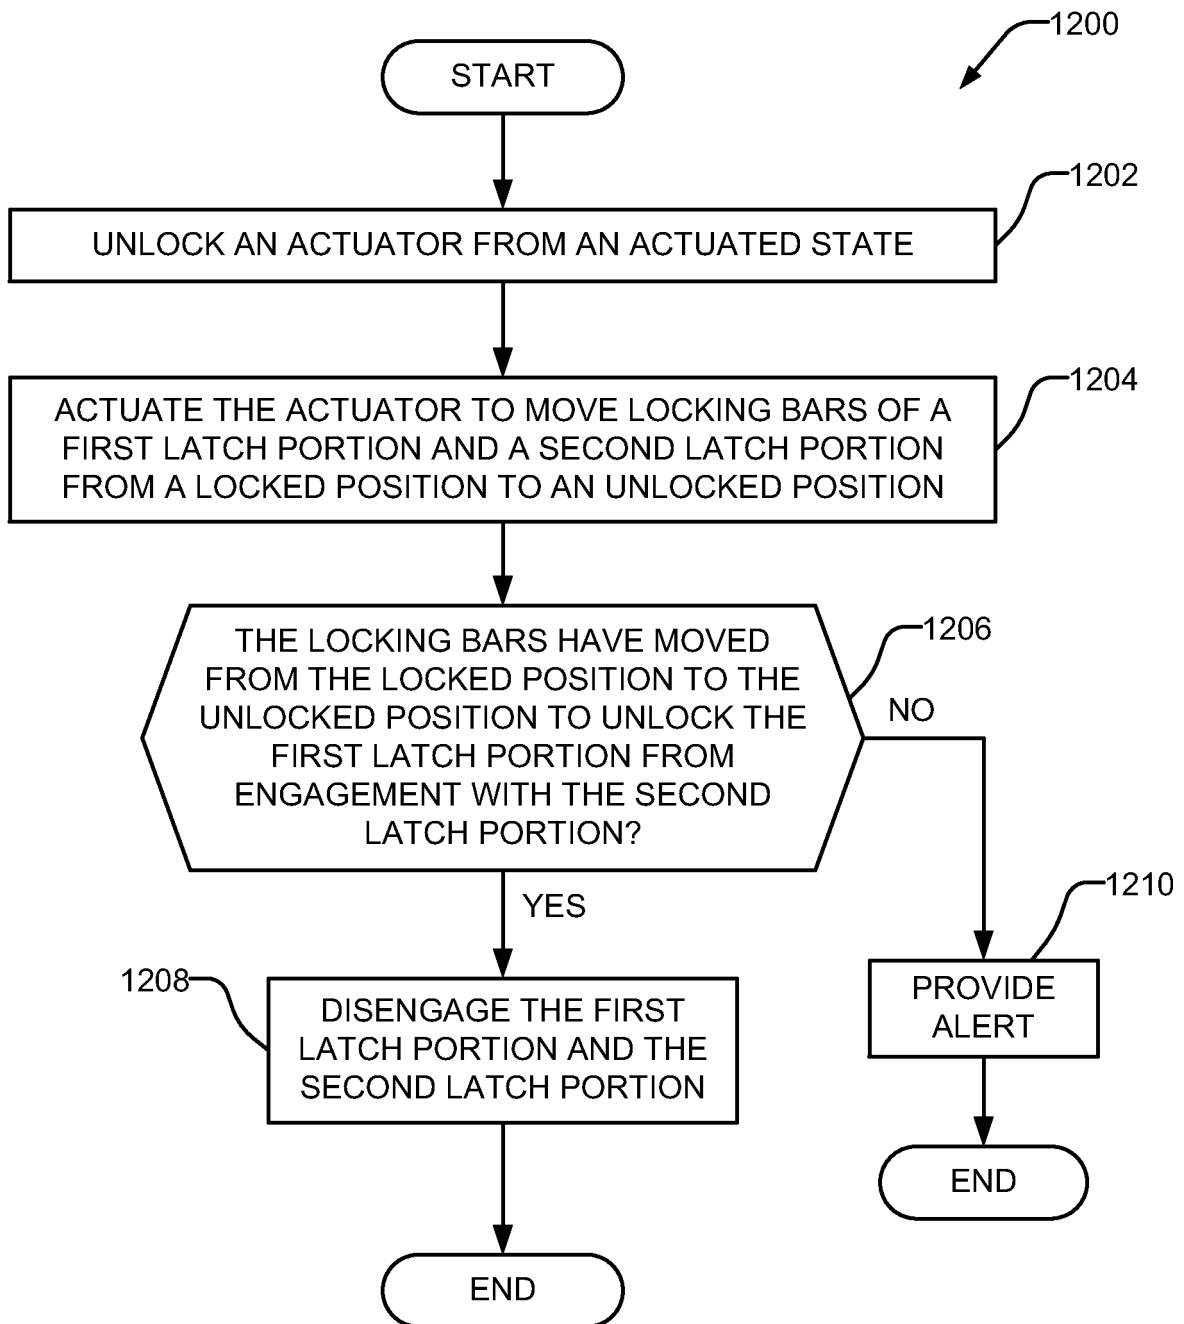 1200
START
1202
UNLOCK AN ACTUATOR FROM AN ACTUATED STATE
1204
ACTUATE THE ACTUATOR TO MOVE LOCKING BARS OF A
FIRST LATCH PORTION AND A SECOND LATCH PORTION
FROM A LOCKED POSITION TO AN UNLOCKED POSITION
1206
THE LOCKING BARS HAVE MOVED
FROM THE LOCKED POSITION TO THE
UNLOCKED POSITION TO UNLOCK THE
FIRST LATCH PORTION FROM
ENGAGEMENT WITH THE SECOND
LATCH PORTION?
NO
YES
1210
1208
DISENGAGE THE FIRST
LATCH PORTION AND THE
SECOND LATCH PORTION
PROVIDE
ALERT
END
END